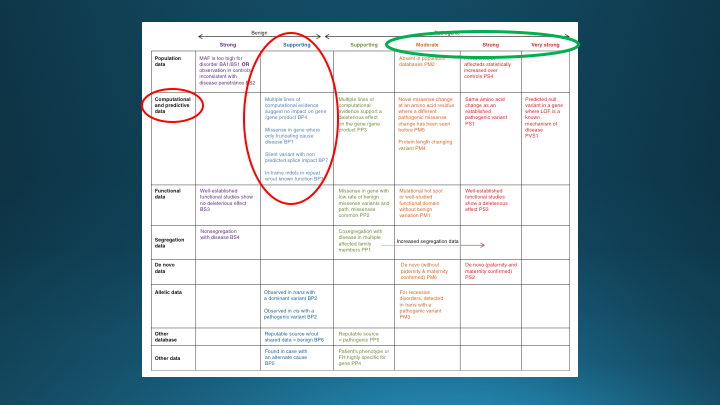 Benign
Strong Supporting Supporting Moderate Strong Very strong
Population
data
MAF is too high for
disorder BA1/BS1 OR
observation in controls
inconsistent with
disease penetrance BS2
Absent in population
databases PM2
affecteds statistically
increased over
controls PS4
Computational
and predictive
data
Multiple lines of
computational evidence
suggest no impact on gene
/gene product BP4
Missense in gene where
only truncating cause
disease BP1
Silent variant with non
predicted splice impact BP7
In-frame indels in repeat
w/out known function BP3
Multiple lines of
computational
evidence support a
deleterious effect
on the gene /gene
product PP3
Novel missense change
at an amino acid residue
where a different
pathogenic missense
change has been seen
before PM5
Protein length changing
variant PM4
Same amino acid
change as an
established
pathogenic variant
PS1
Predicted null
variant in a gene
where LOF is a
known
mechanism of
disease
PVS1
Functional
data
Well-established
functional studies show
no deleterious effect
BS3
Missense in gene with
low rate of benign
missense variants and
path. missenses
common PP2
Mutational hot spot
or well-studied
functional domain
without benign
variation PM1
Well-established
functional studies
show a deleterious
effect PS3
Segregation
data
Nonsegregation
with disease BS4
Cosegregation with
disease in multiple
affected family
members PP1
Increased segregation data
De novo
data
De novo (without
paternity & maternity
confirmed) PM6
De novo (paternity and
maternity confirmed)
PS2
Allelic data
Observed in trans with
a dominant variant BP2
Observed in cis with a
pathogenic variant BP2
For recessive
disorders, detected
in trans with a
pathogenic variant
PM3
Other
database
Reputable source w/out
shared data = benign BP6
Reputable source
= pathogenic PP5
Other data
Found in case with
an alternate cause
BP5
Patient's phenotype or
FH highly specific for
gene PP4